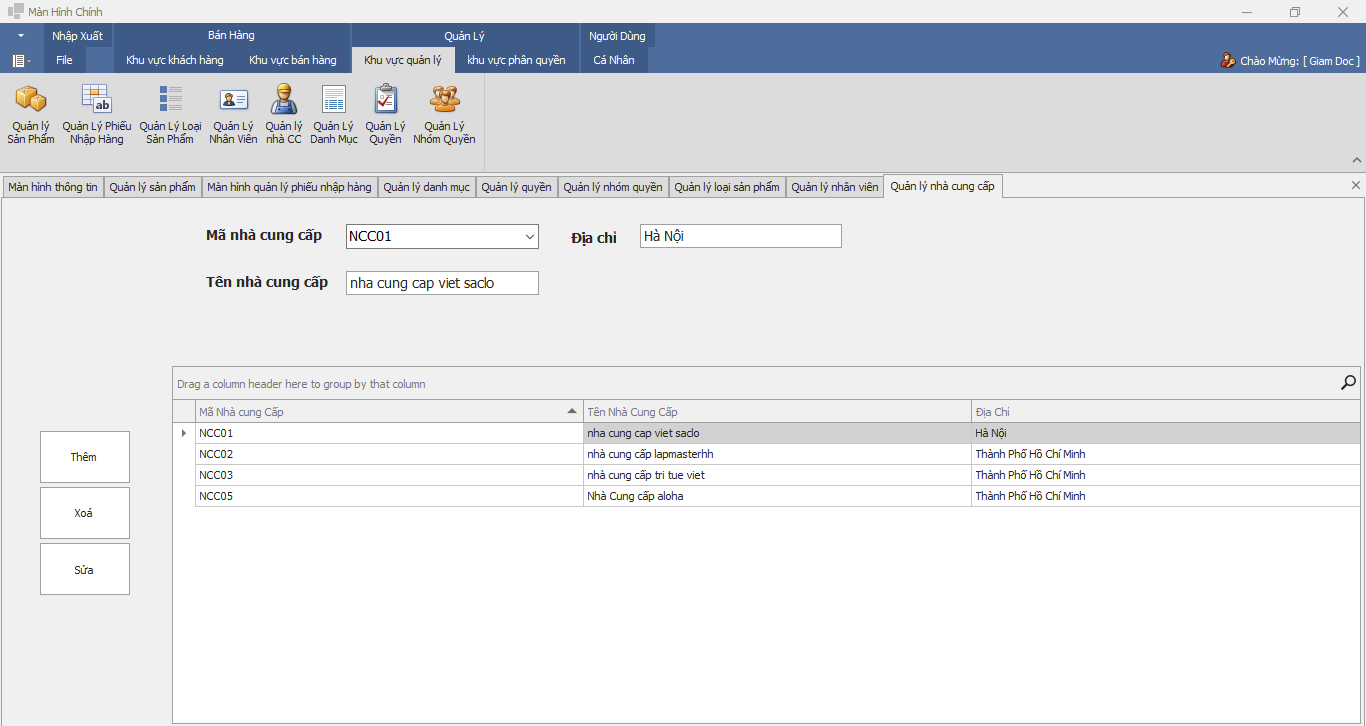 Màn Hình Chính
Nhập Xuất
Bán Hàng
Quản Lý
Người Dùng
File
Khu vực khách hàng
Khu vực bán hàng
Khu vực quản lý
khu vực phân quyền
Cá Nhân
Chào Mừng: [ Giam Doc ]
Quản lý
Sản Phẩm
Quản Lý Phiếu
Nhập Hàng
Quản Lý Loại
Sản Phẩm
Quản Lý
Nhân Viên
Quản lý
nhà CC
Quản Lý
Danh Mục
Quản Lý
Quyền
Quản Lý
Nhóm Quyền
Màn hình thông tin
Quản lý sản phẩm
Màn hình quản lý phiếu nhập hàng
Quản lý danh mục
Quản lý quyền
Quản lý nhóm quyền
Quản lý loại sản phẩm
Quản lý nhân viên
Quản lý nhà cung cấp
Mã nhà cung cấp
NCC01
Địa chỉ
Hà Nội
Tên nhà cung cấp
nha cung cap viet saclo
Drag a column header here to group by that column
Mã Nhà cung Cấp
Tên Nhà Cung Cấp
Địa Chỉ
NCC01
nha cung cap viet saclo
Hà Nội
NCC02
nhà cung cấp lapmasterhh
Thành Phố Hồ Chí Minh
NCC03
nhà cung cấp tri tue viet
Thành Phố Hồ Chí Minh
NCC05
Nhà Cung cấp aloha
Thành Phố Hồ Chí Minh
Thêm
Xoá
Sửa